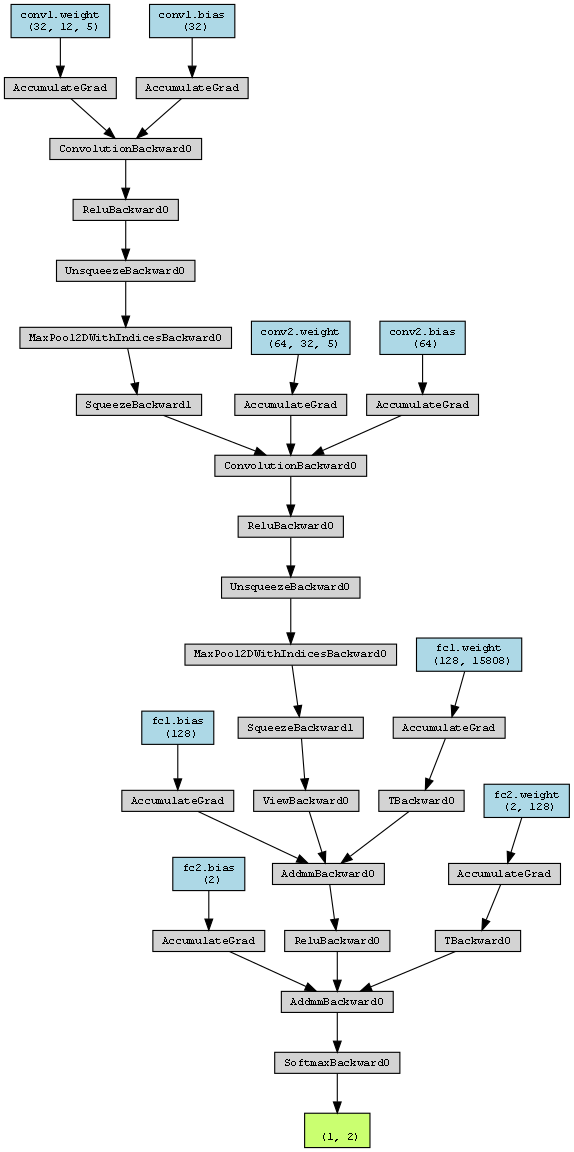 conv1.weight
(32, 12, 5)
conv1.bias
(32)
AccumulateGrad
AccumulateGrad
ConvolutionBackward0
ReluBackward0
UnsqueezeBackward0
MaxPool2DWithIndicesBackward0
conv2.weight
(64, 32, 5)
conv2.bias
(64)
SqueezeBackward1
AccumulateGrad
AccumulateGrad
ConvolutionBackward0
ReluBackward0
UnsqueezeBackward0
MaxPool2DWithIndicesBackward0
fc1.weight
(128, 15808)
fc1.bias
(128)
SqueezeBackward1
AccumulateGrad
AccumulateGrad
ViewBackward0
TBackward0
fc2.weight
(2, 128)
fc2.bias
(2)
AddmmBackward0
AccumulateGrad
AccumulateGrad
ReluBackward0
TBackward0
AddmmBackward0
SoftmaxBackward0
(1, 2)